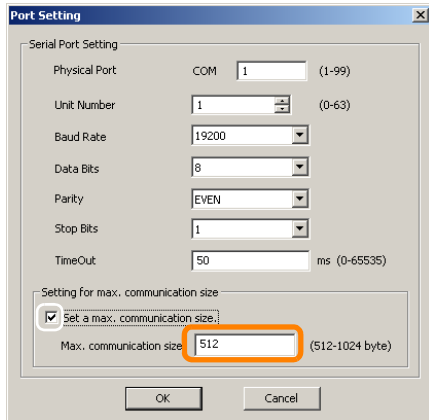 Port Setting
Serial Port Setting
Physical Port COM 1 (1-99)
Unit Number 1 (0-63)
Baud Rate 19200
Data Bits 8
Parity EVEN
Stop Bits 1
TimeOut 50 ms (0-65535)
Setting for max. communication size
Set a max. communication size.
Max. communication size 512 (512-1024 byte)
OK Cancel